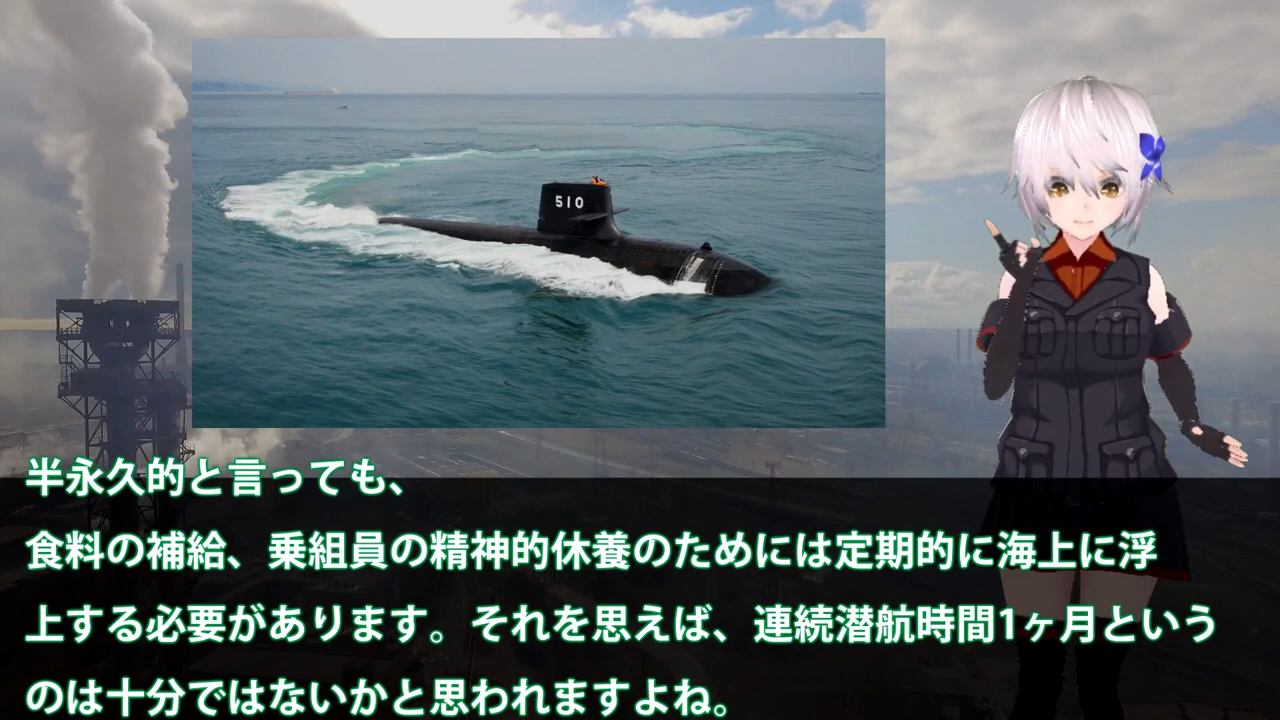 510
半永久的と言っても、
食料の補給、乗組員の精神的休養のためには定期的に海上に浮
上する必要があります。それを思えば、連続潜航時間1ヶ月という
のは十分ではないかと思われますよね。